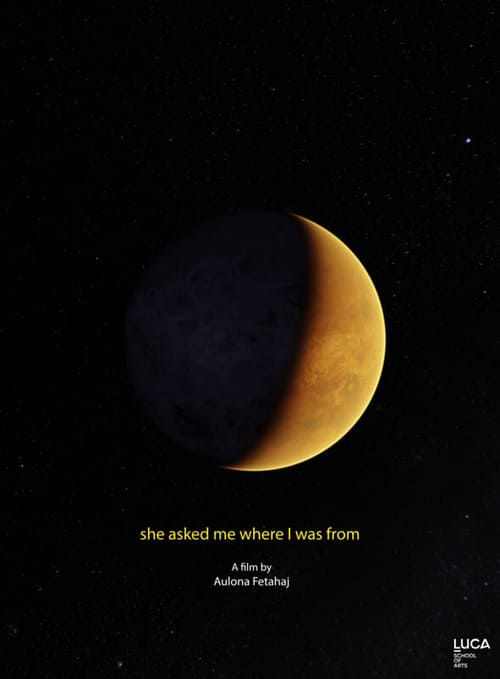 she asked me where I was from
A film by
Aulona Fetahaj
LUCA
SCHOOL
OF
ARTS